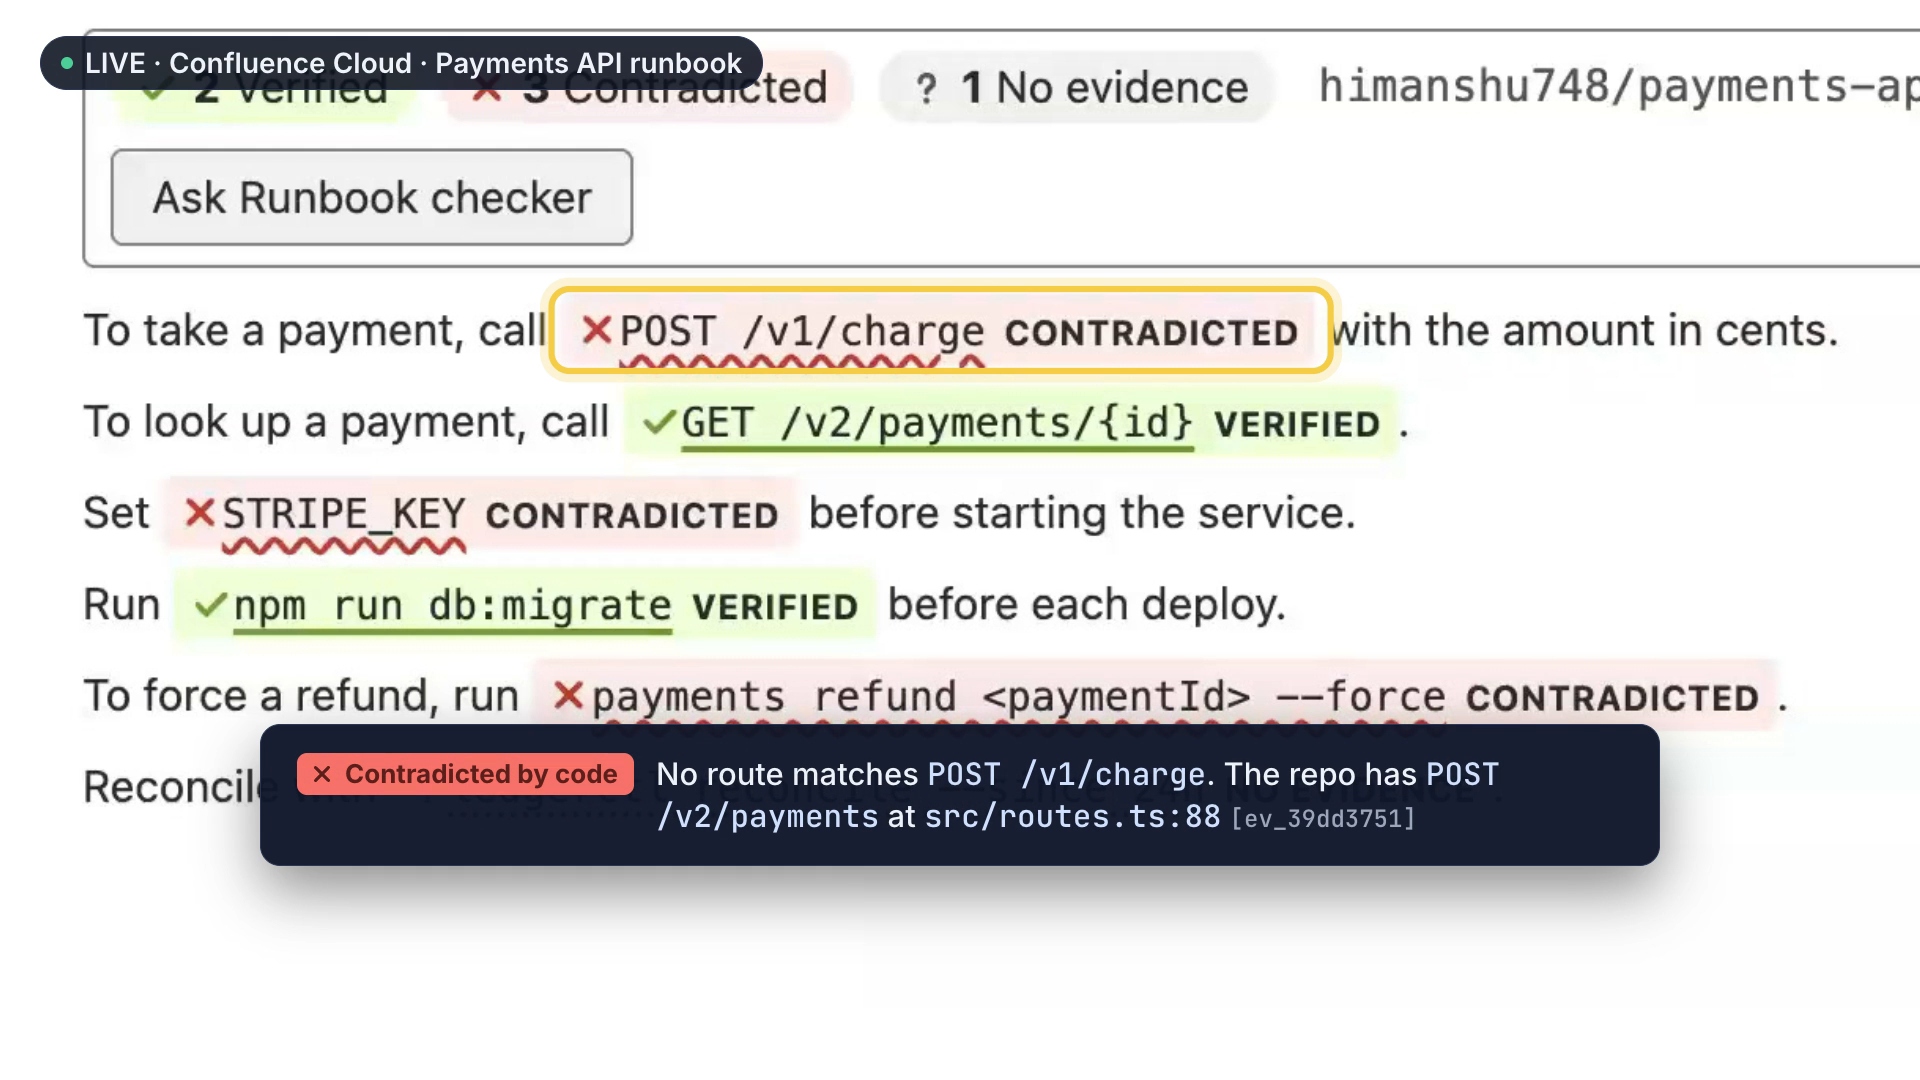 LIVE · Confluence Cloud · Payments API runbook
✓ 2 Verified ✕ 3 Contradicted ? 1 No evidence himanshu748/payments-ap
Ask Runbook checker
To take a payment, call ✕ POST /v1/charge CONTRADICTED with the amount in cents.
To look up a payment, call ✓ GET /v2/payments/{id} VERIFIED .
Set ✕ STRIPE_KEY CONTRADICTED before starting the service.
Run ✓ npm run db:migrate VERIFIED before each deploy.
To force a refund, run ✕ payments refund <paymentId> --force CONTRADICTED .
Reconcile
✕ Contradicted by code No route matches POST /v1/charge. The repo has POST
/v2/payments at src/routes.ts:88 [ev_39dd3751]